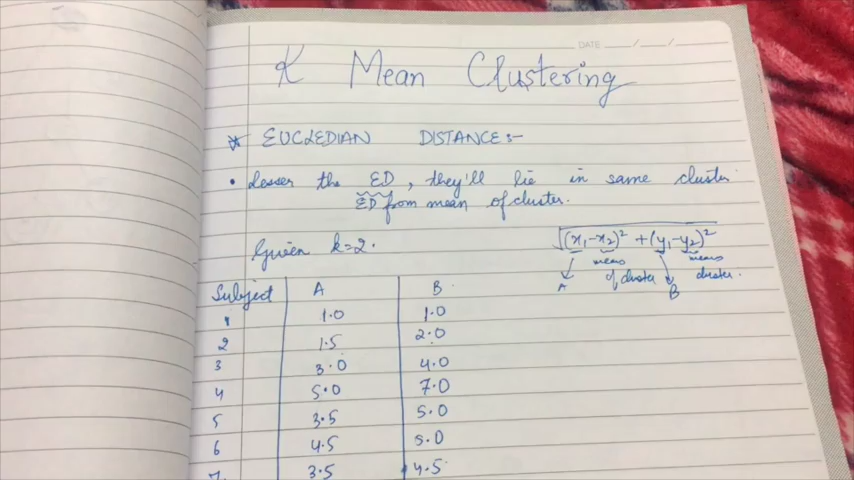 DATE / /
K Mean Clustering
* EUCLEDIAN DISTANCE:-
• Lesser the ED, they'll lie in same cluster
ED from mean of cluster.
Given k=2.
√(x₁-x₂)² + (y₁-y₂)²
means means
of cluster cluster.
A B
Subject A B
1 1.0 1.0
2 1.5 2.0
3 3.0 4.0
4 5.0 7.0
5 3.5 5.0
6 4.5 5.0
7. 3.5 4.5